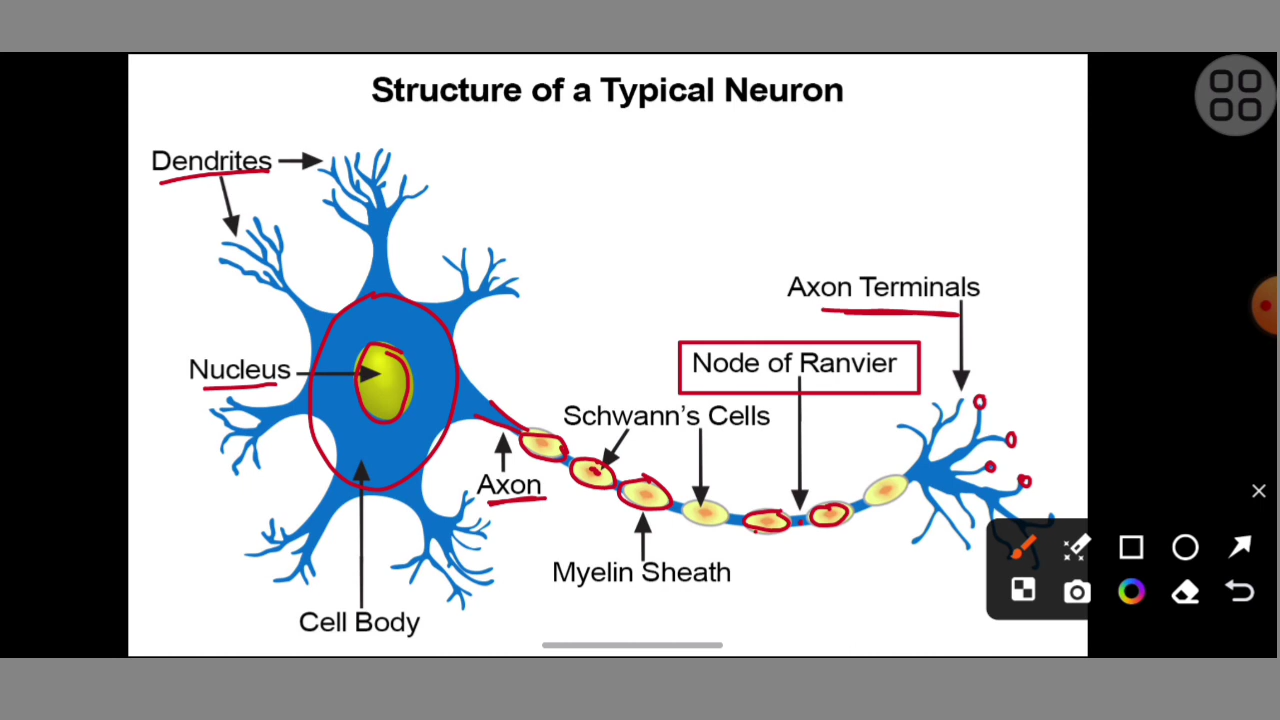 Structure of a Typical Neuron
Dendrites
Axon Terminals
Node of Ranvier
Nucleus
Schwann's Cells
Axon
Myelin Sheath
Cell Body